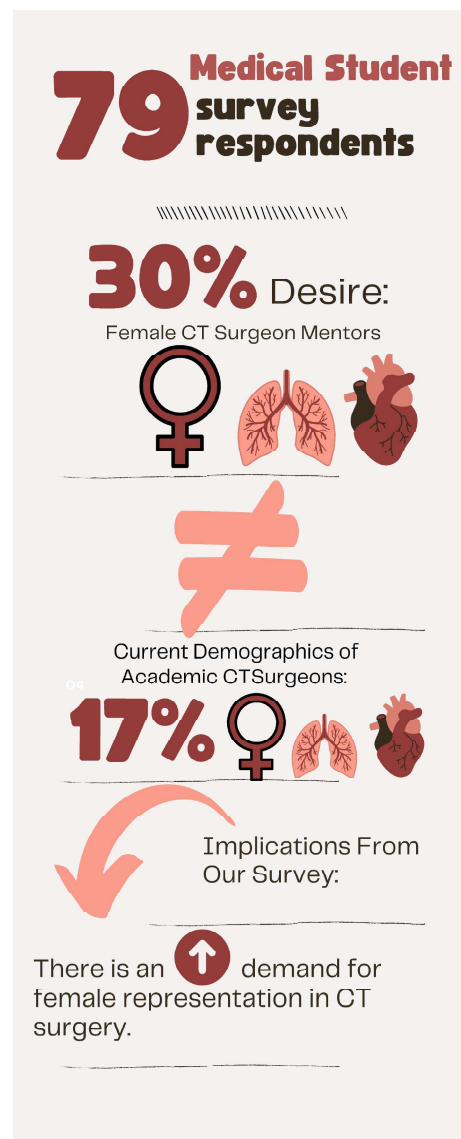 79
Medical Student
survey
respondents
30% Desire:
Female CT Surgeon Mentors
Current Demographics of
Academic CTSurgeons:
04
17%
Implications From
Our Survey:
There is an demand for
female representation in CT
surgery.